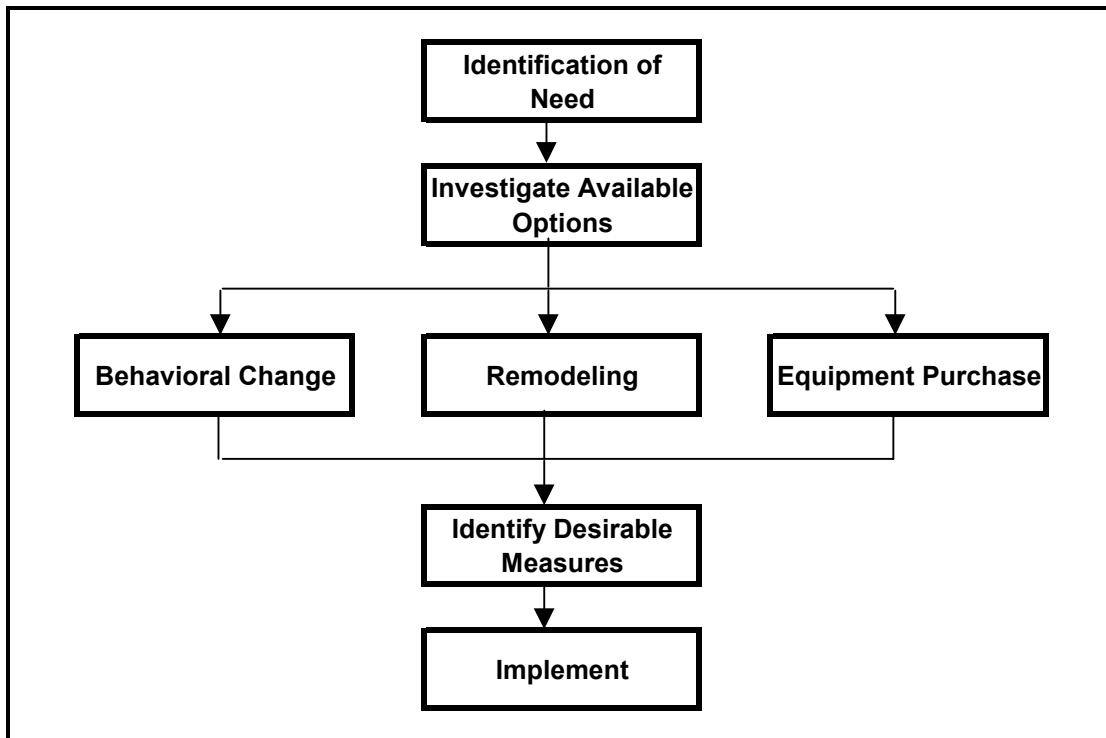 Identification of
Need
Investigate Available
Options
Behavioral Change
Remodeling
Equipment Purchase
Identify Desirable
Measures
Implement